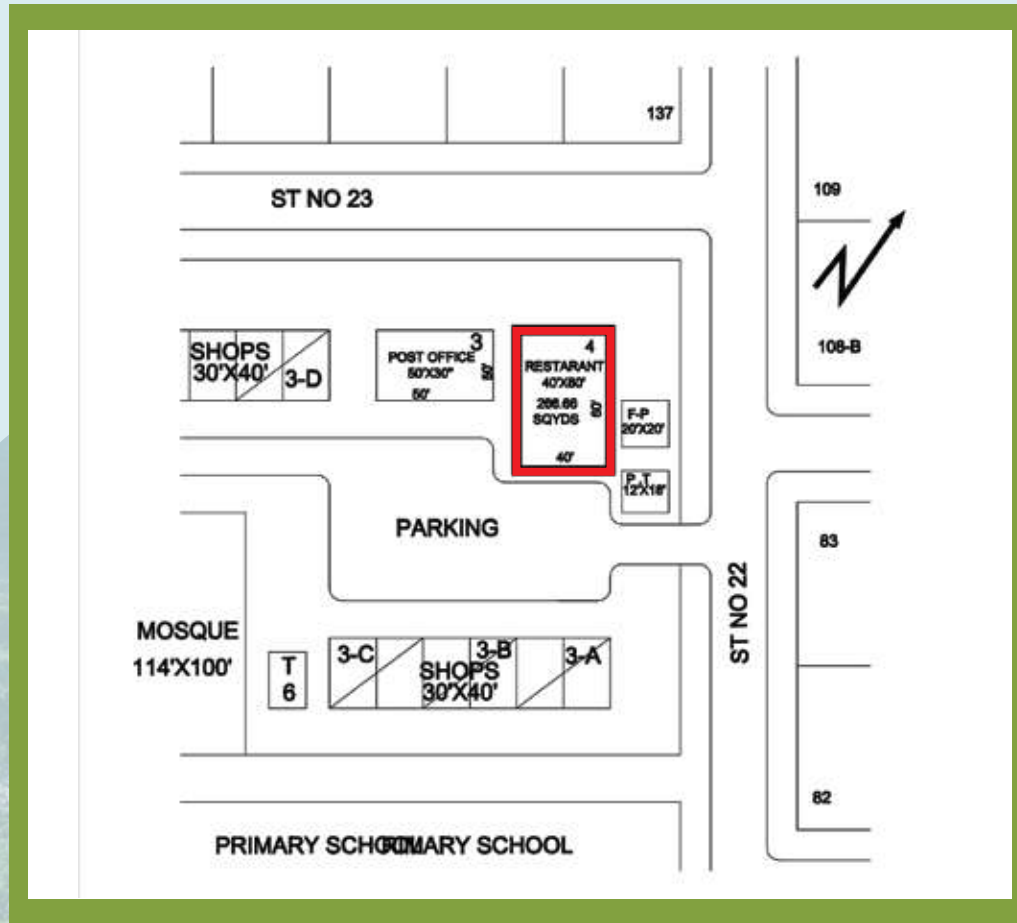 137
ST NO 23
109
108-B
SHOPS
30'X40'
3-D
3
POST OFFICE
50'X30"
50'
50'
4
RESTARANT
40'X60'
266.66
SQYDS
60'
40'
F-P
20'X20'
P.T
12'X18'
PARKING
83
ST NO 22
MOSQUE
114'X100'
T
6
3-C
3-B
3-A
SHOPS
30'X40'
82
PRIMARY SCHOOL
PRIMARY SCHOOL